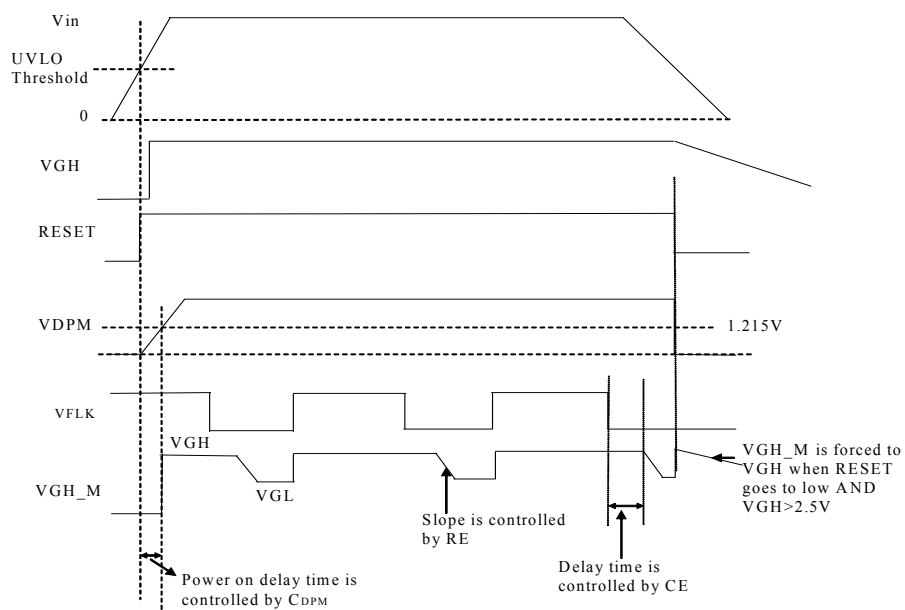 Vin
UVLO
Threshold
0
VGH
RESET
VDPM
1.215V
VFLK
VGH
VGH_M
VGL
VGH_M is forced to
VGH when RESET
goes to low AND
VGH>2.5V
Slope is controlled
by RE
Delay time is
controlled by CE
Power on delay time is
controlled by CDPM